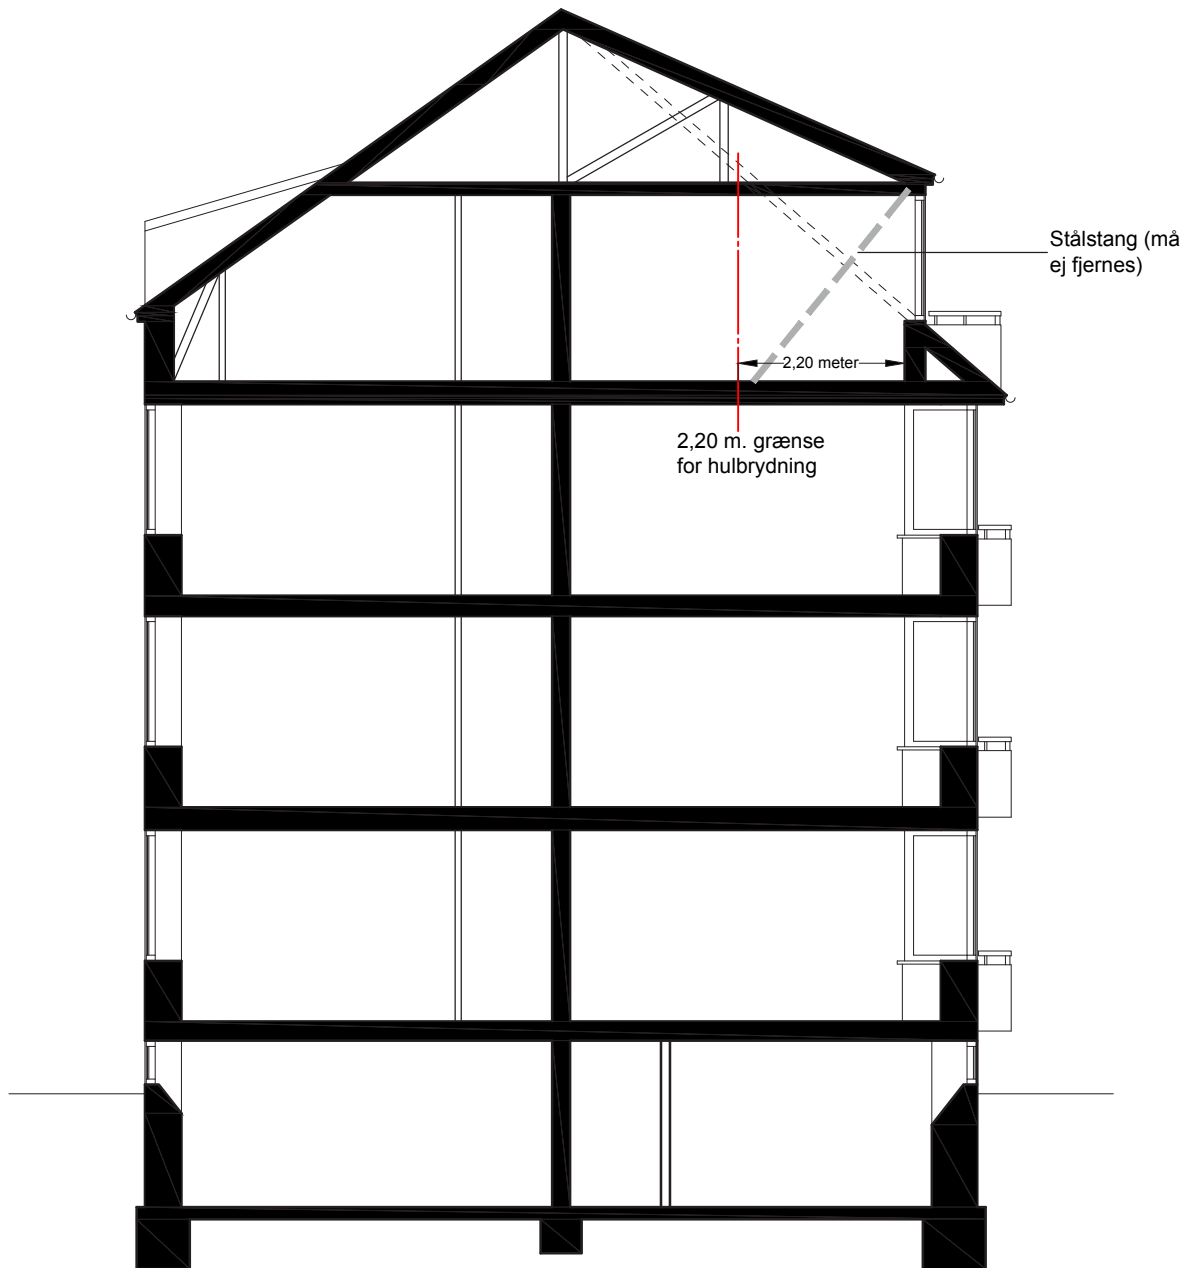 Stålstang (må
ej fjernes)
2,20 meter
2,20 m. grænse
for hulbrydning